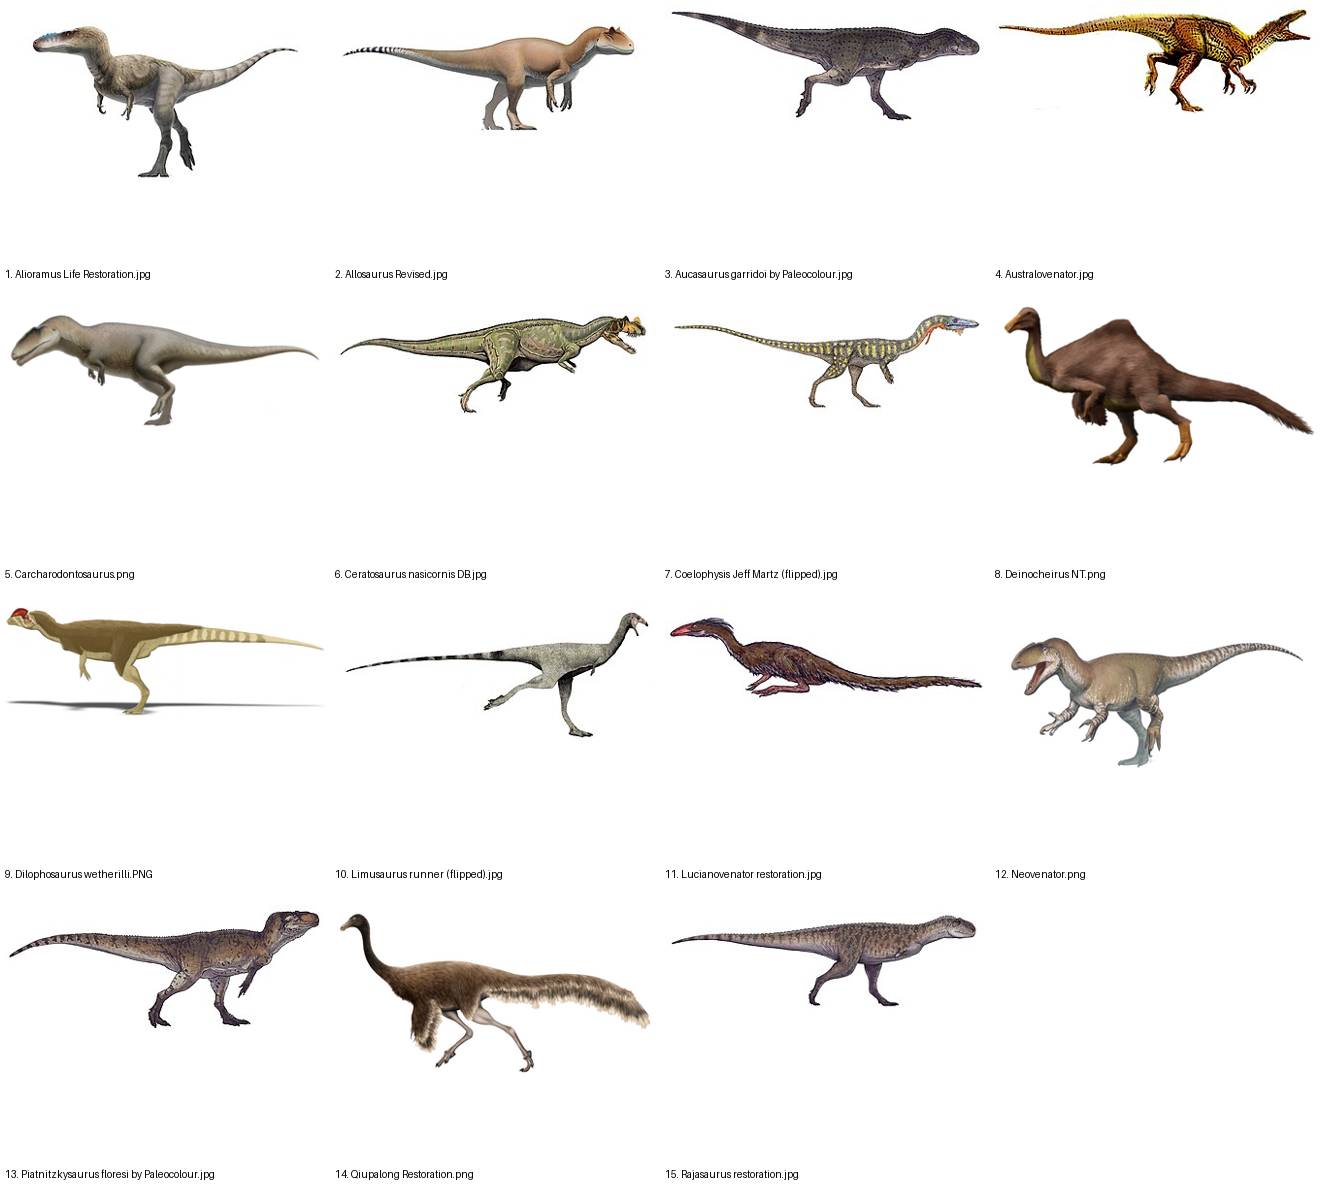 1. Alioramus Life Restoration.jpg
2. Allosaurus Revised.jpg
3. Aucasaurus garridoi by Paleocolour.jpg
4. Australovenator.jpg
5. Carcharodontosaurus.png
6. Ceratosaurus nasicornis DB.jpg
7. Coelophysis Jeff Martz (flipped).jpg
8. Deinocheirus NT.png
9. Dilophosaurus wetherilli.PNG
10. Limusaurus runner (flipped).jpg
11. Lucianovenator restoration.jpg
12. Neovenator.png
13. Piatnitzkysaurus floresi by Paleocolour.jpg
14. Qiupalong Restoration.png
15. Rajasaurus restoration.jpg